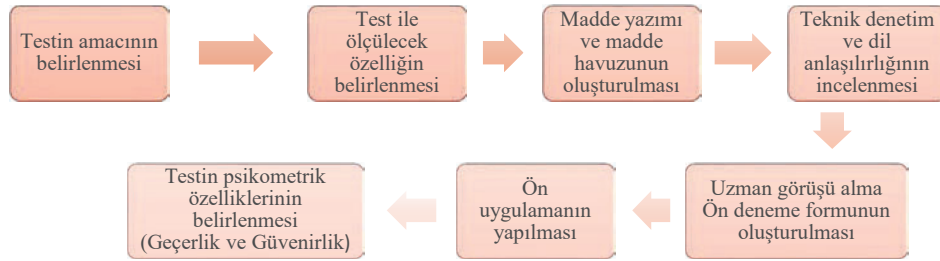 Testin amacının
belirlenmesi
Test ile
ölçülecek
özelliğin
belirlenmesi
Madde yazımı
ve madde
havuzunun
oluşturulması
Teknik denetim
ve dil
anlaşılırlığının
incelenmesi
Uzman görüşü alma
Ön deneme formunun
oluşturulması
Ön
uygulamanın
yapılması
Testin psikometrik
özelliklerinin
belirlenmesi
(Geçerlik ve Güvenirlik)